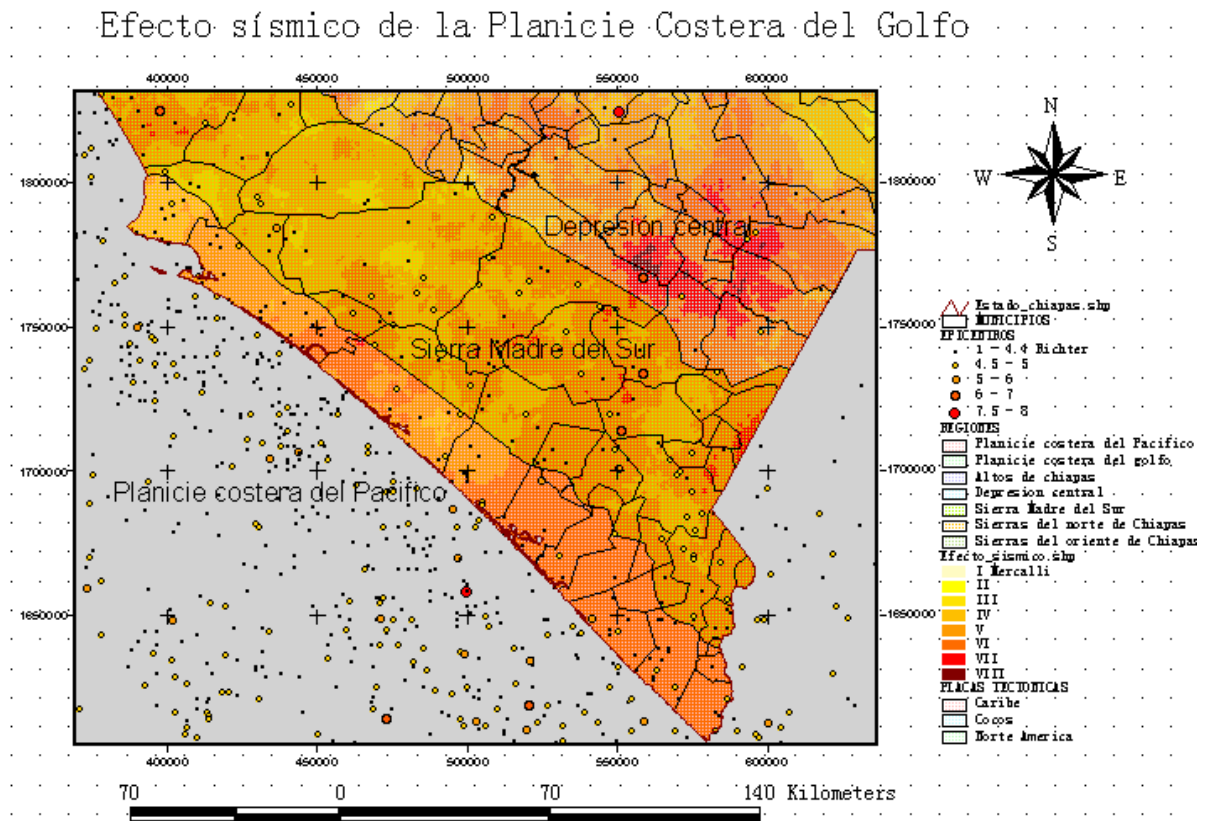 Efecto sísmico de la Planicie Costera del Golfo
400000 450000 500000 550000 600000
1800000 1800000
1750000 1750000
1700000 1700000
1650000 1650000
400000 450000 500000 550000 600000
Depresión central
Sierra Madre del Sur
Planicie costera del Pacifico
N
W E
S
Estado_chiapas.shp
MUNICIPIOS
EPICENTROS
1 - 4.4 Richter
4.5 - 5
5 - 6
6 - 7
7.5 - 8
REGIONES
Planicie costera del Pacifico
Planicie costera del golfo
Altos de chiapas
Depresion central
Sierra Madre del Sur
Sierras del norte de Chiapas
Sierras del oriente de Chiapas
Efecto_sismico.shp
I Mercalli
II
III
IV
V
VI
VII
VIII
PLACAS TECTONICAS
Caribe
Cocos
Norte America
70 0 70 140 Kilometers